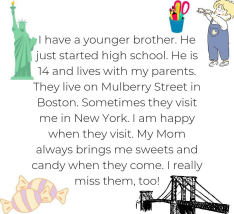 I have a younger brother. He
just started high school. He is
14 and lives with my parents.
They live on Mulberry Street in
Boston. Sometimes they visit
me in New York. I am happy
when they visit. My Mom
always brings me sweets and
candy when they come. I really
miss them, too!